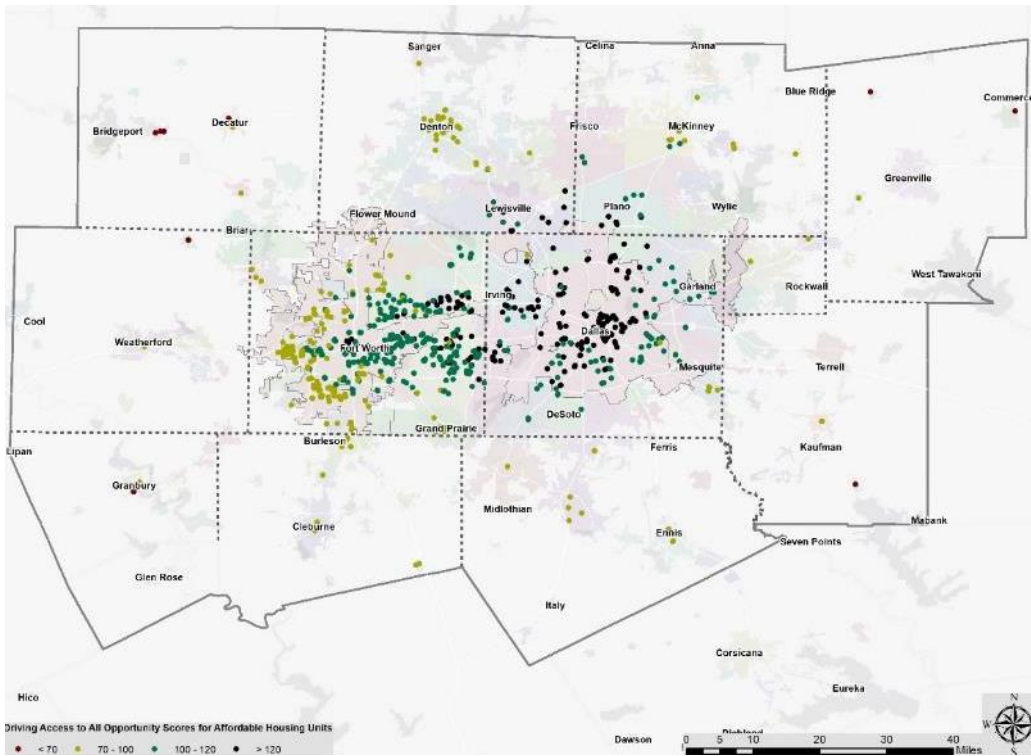 Sanger
Celina
Anna
Blue Ridge
Commerce
Bridgeport
Decatur
Denton
Frisco
McKinney
Greenville
Flower Mound
Lewisville
Plano
Wylie
Briar
Irving
Garland
Rockwall
West Tawakoni
Cool
Weatherford
Fort Worth
Dallas
Mesquite
Terrell
DeSoto
Grand Prairie
Burleson
Ferris
Kaufman
Lipan
Granbury
Midlothian
Cleburne
Ennis
Mabank
Seven Points
Glen Rose
Italy
Corsicana
Hico
Eureka
N
Driving Access to All Opportunity Scores for Affordable Housing Units
< 70 70 - 100 100 - 120 > 120
Dawson
0 5 10 20 30 40
Miles